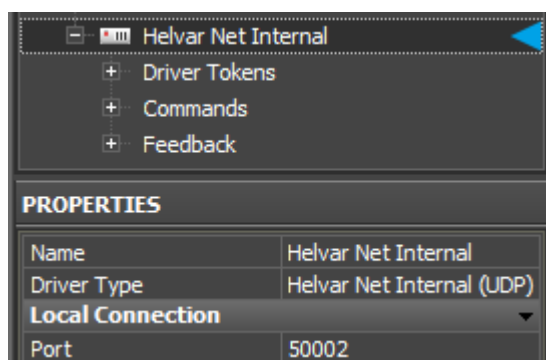 Helvar Net Internal
Driver Tokens
Commands
Feedback
PROPERTIES
Name Helvar Net Internal
Driver Type Helvar Net Internal (UDP)
Local Connection
Port 50002